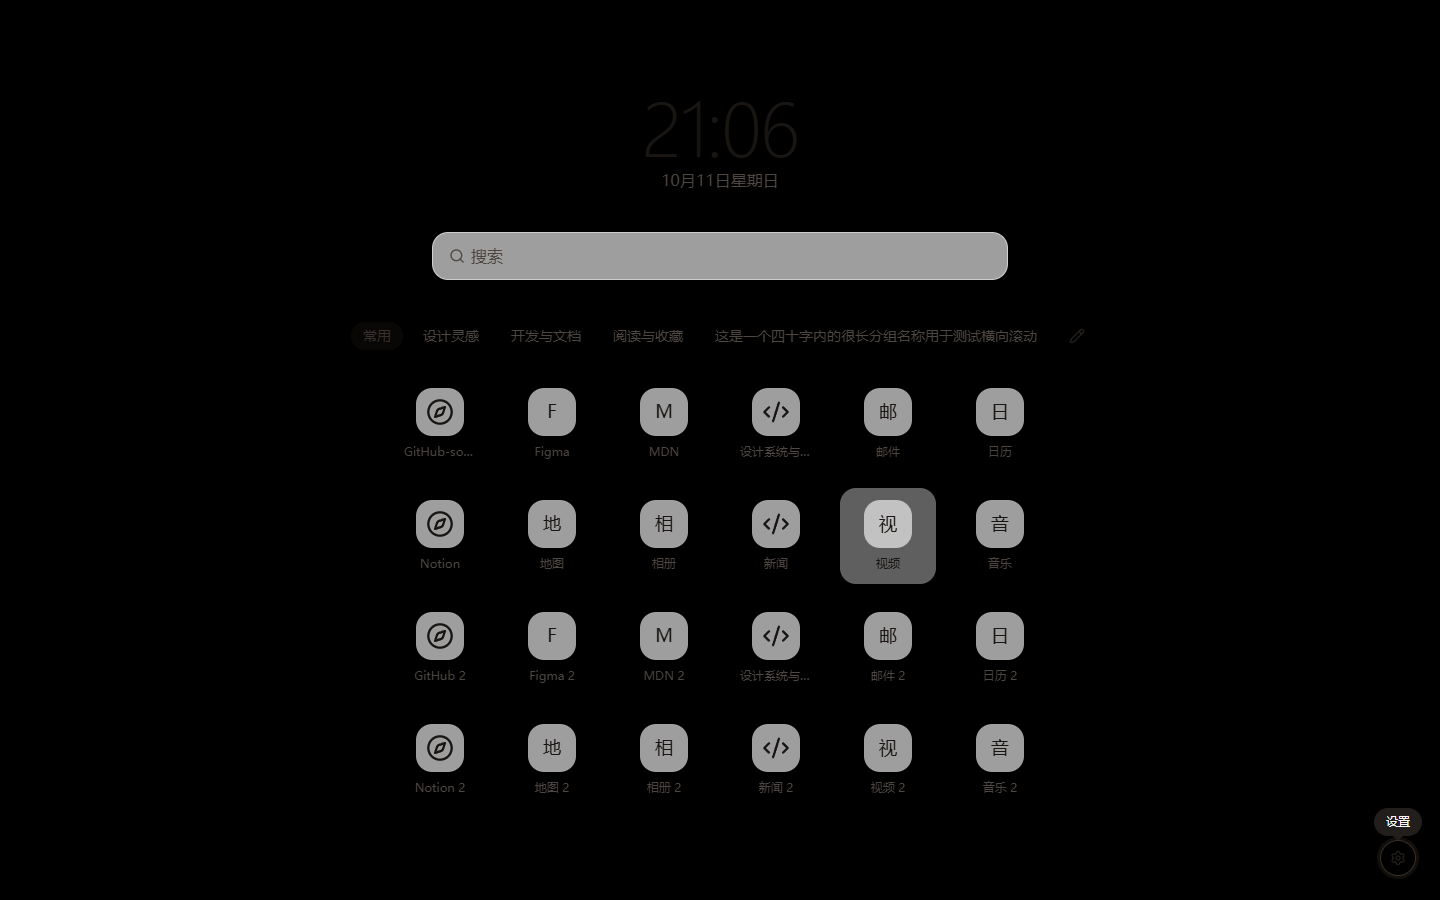 21:06
10月11日星期日
搜索
常用 设计灵感 开发与文档 阅读与收藏 这是一个四十字内的很长分组名称用于测试横向滚动
F M 邮 日
GitHub-so... Figma MDN 设计系统与... 邮件 日历
地 相 视 音
Notion 地图 相册 新闻 视频 音乐
F M 邮 日
GitHub 2 Figma 2 MDN 2 设计系统与... 邮件 2 日历 2
地 相 视 音
Notion 2 地图 2 相册 2 新闻 2 视频 2 音乐 2
设置